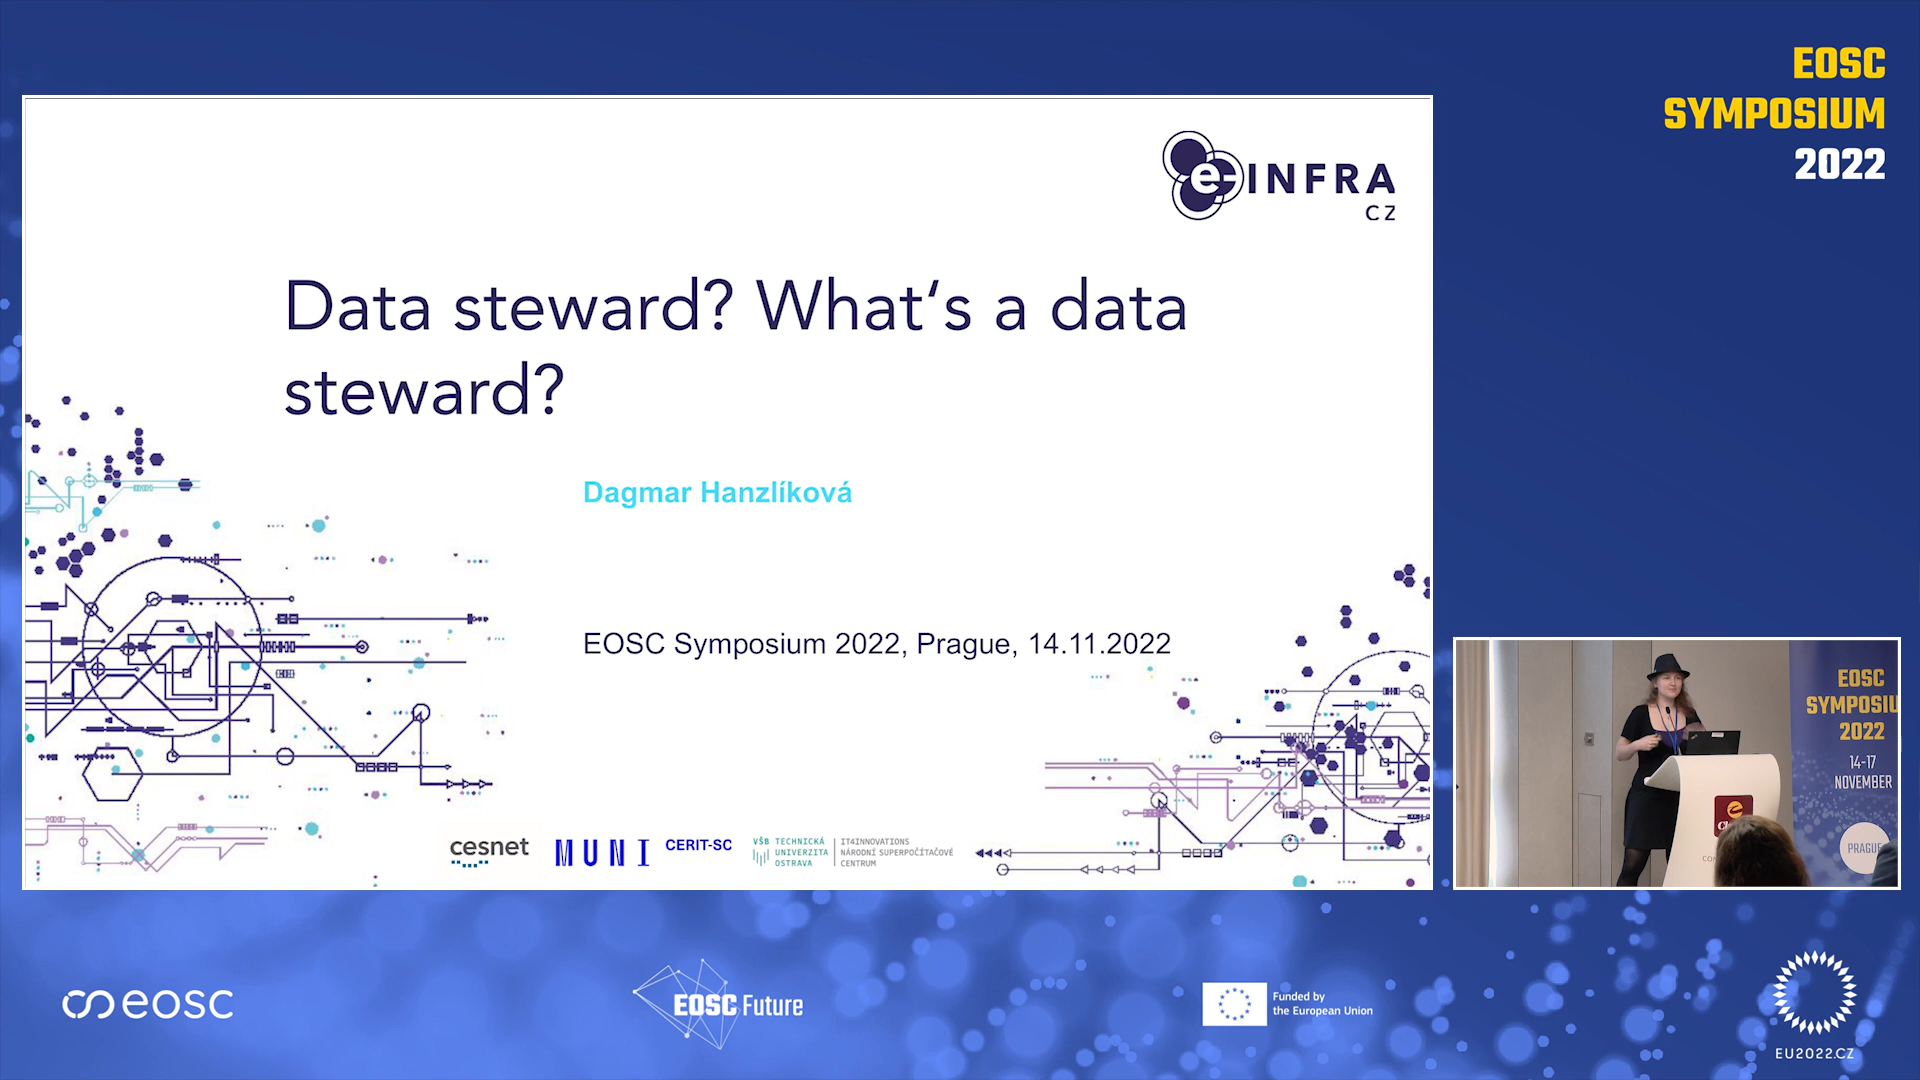 EOSC
SYMPOSIUM
2022
e-INFRA
CZ
Data steward? What‘s a data
steward?
Dagmar Hanzlíková
EOSC Symposium 2022, Prague, 14.11.2022
cesnet
MUNI
CERIT-SC
VŠB TECHNICKÁ
UNIVERZITA
OSTRAVA
IT4INNOVATIONS
NÁRODNÍ SUPERPOČÍTAČOVÉ
CENTRUM
EOSC
SYMPOSIU
2022
14-17
NOVEMBER
PRAGUE
eosc
EOSC Future
Funded by
the European Union
EU2022.CZ